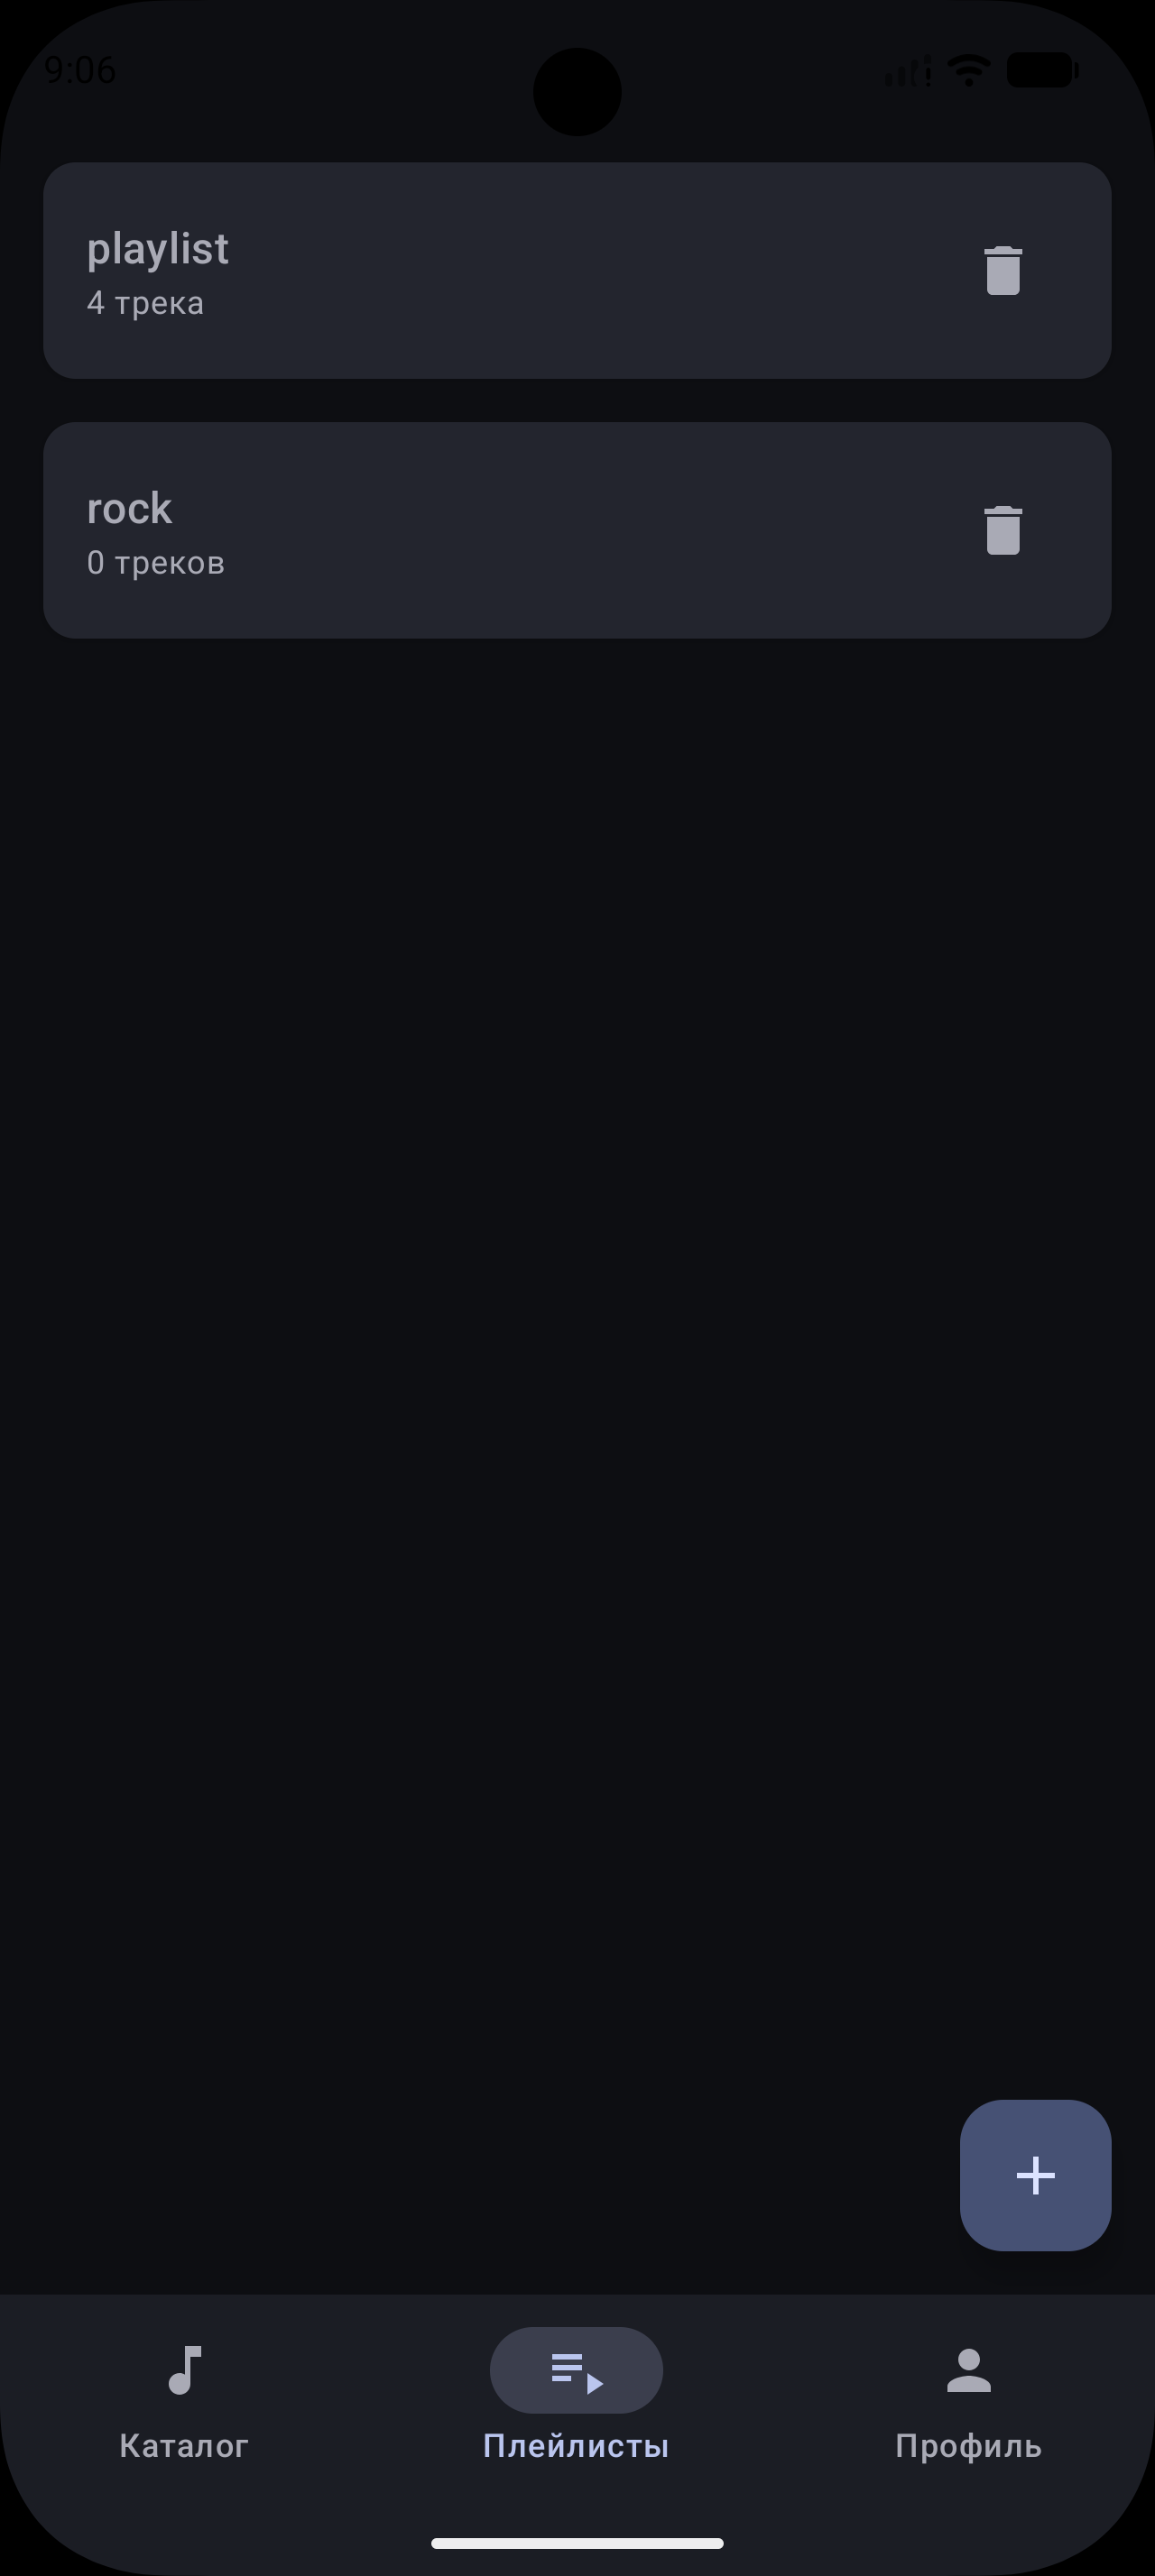 9:06
playlist
4 трека
rock
0 треков
Каталог
Плейлисты
Профиль